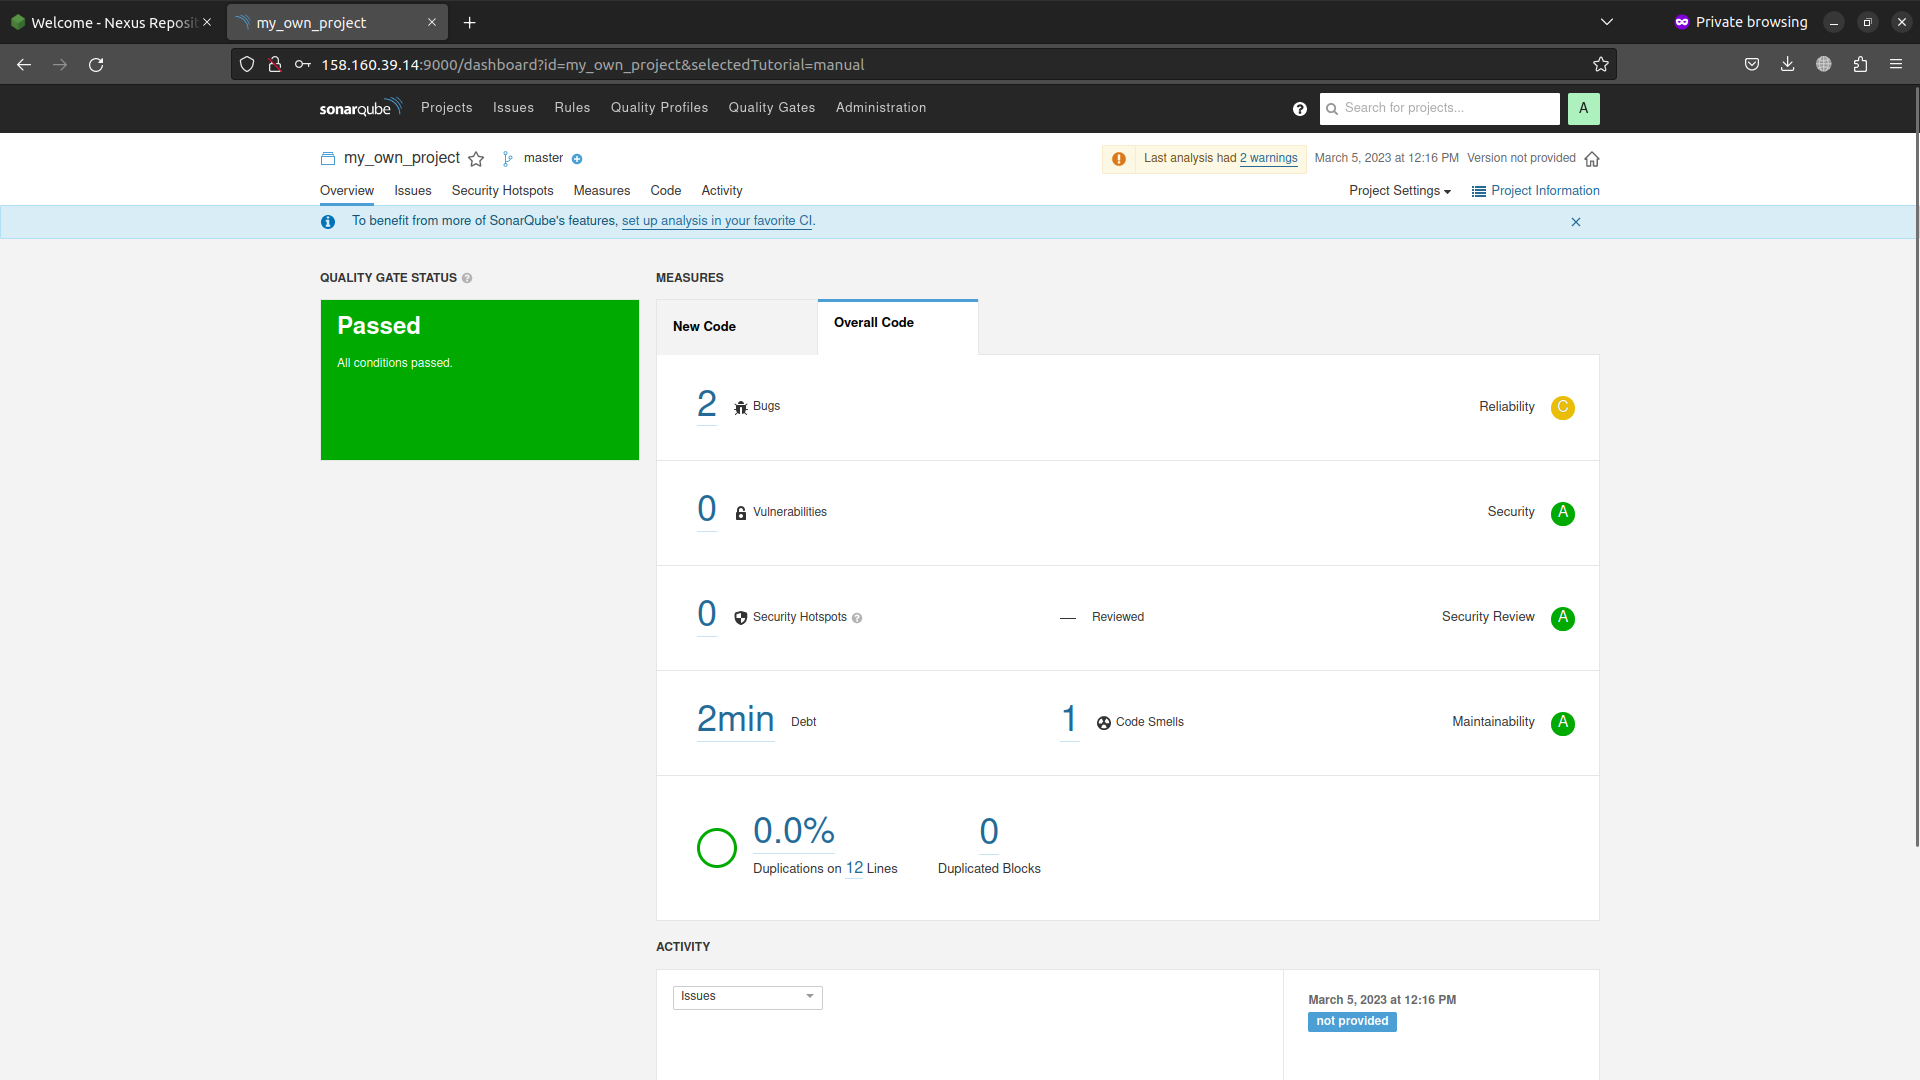 Welcome - Nexus Reposit
my_own_project
Private browsing
158.160.39.14:9000/dashboard?id=my_own_project&selectedTutorial=manual
sonarqube Projects Issues Rules Quality Profiles Quality Gates Administration
? Search for projects... A
my_own_project master
Last analysis had 2 warnings March 5, 2023 at 12:16 PM Version not provided
Overview Issues Security Hotspots Measures Code Activity
Project Settings Project Information
To benefit from more of SonarQube's features, set up analysis in your favorite CI.
QUALITY GATE STATUS ?
Passed
All conditions passed.
MEASURES
New Code
Overall Code
2 Bugs Reliability C
0 Vulnerabilities Security A
0 Security Hotspots ? — Reviewed Security Review A
2min Debt 1 Code Smells Maintainability A
0.0%
Duplications on 12 Lines
0
Duplicated Blocks
ACTIVITY
Issues
March 5, 2023 at 12:16 PM
not provided